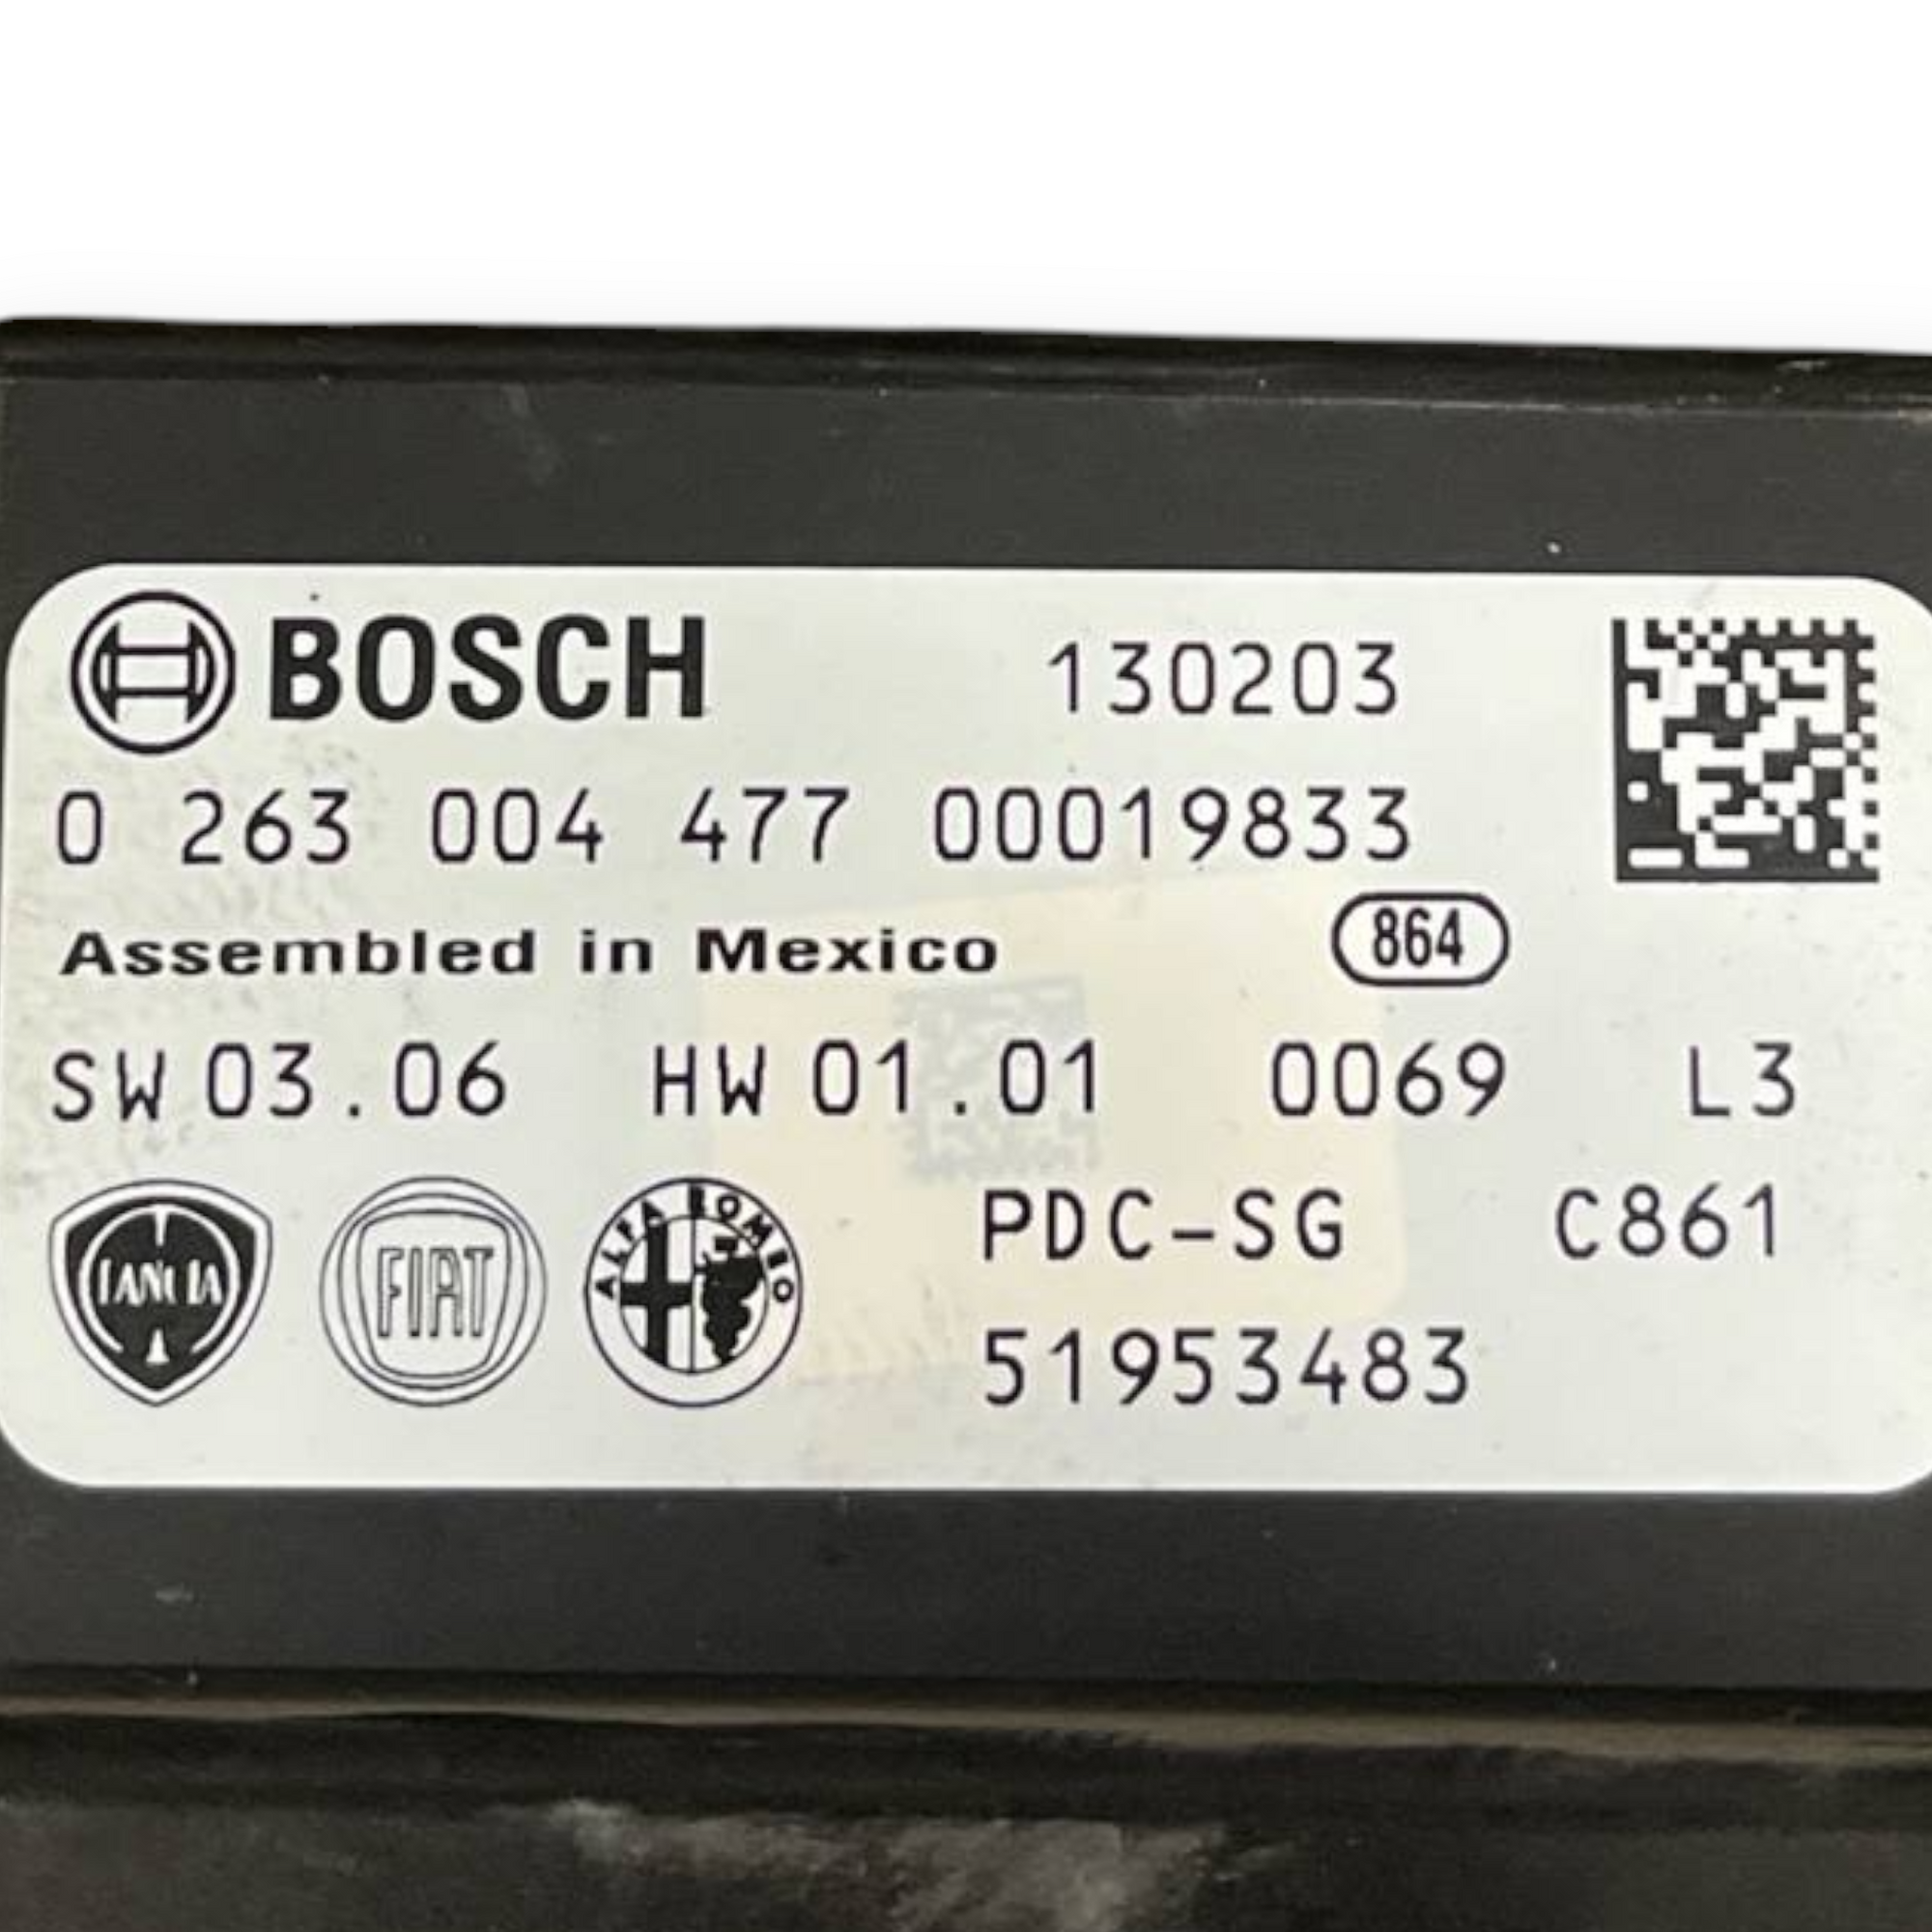 BOSCH 130203
0 263 004 477 00019833
Assembled in Mexico 864
SW 03.06 HW 01.01 0069 L3
LANCIA FIAT ALFA ROMEO PDC-SG C861
51953483